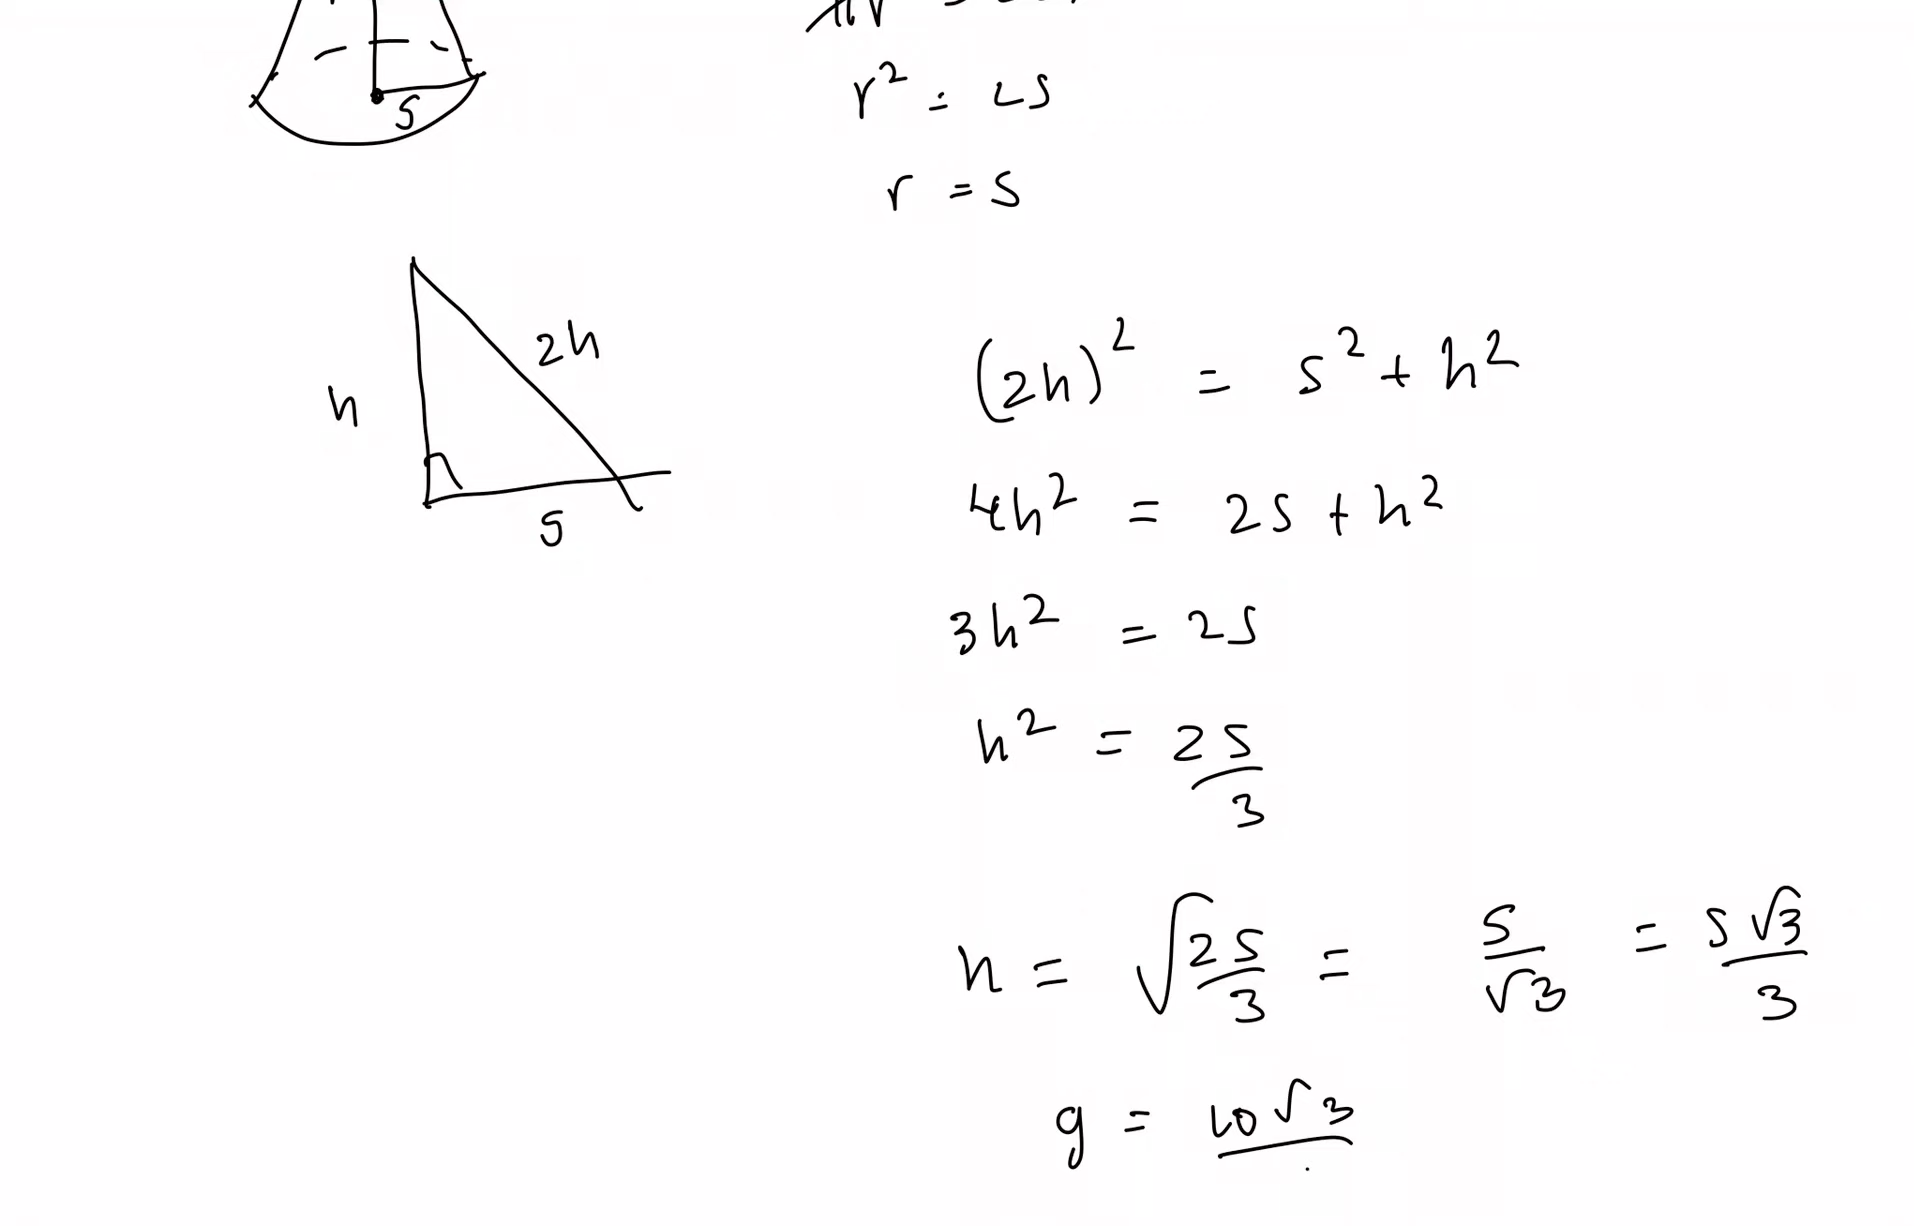 5
r² = 25
r = 5
h
2h
5
(2h)² = 5² + h²
4h² = 25 + h²
3h² = 25
h² = 25/3
h = √25/3 = 5/√3 = 5√3/3
g = 10√3